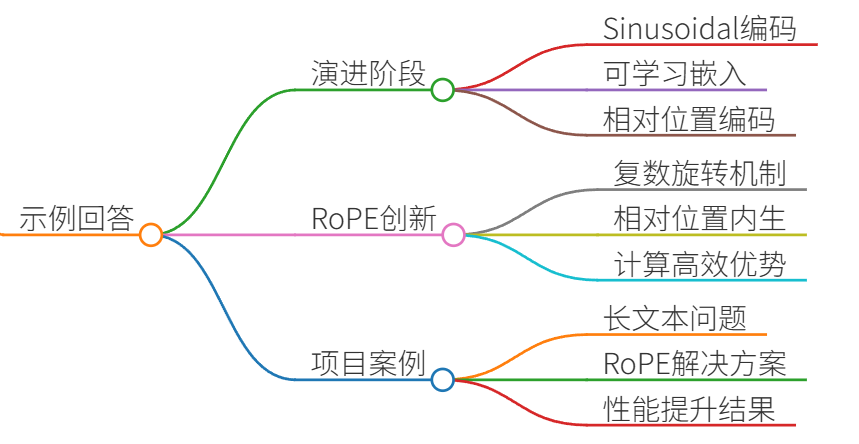 示例回答
演进阶段
Sinusoidal编码
可学习嵌入
相对位置编码
RoPE创新
复数旋转机制
相对位置内生
计算高效优势
项目案例
长文本问题
RoPE解决方案
性能提升结果